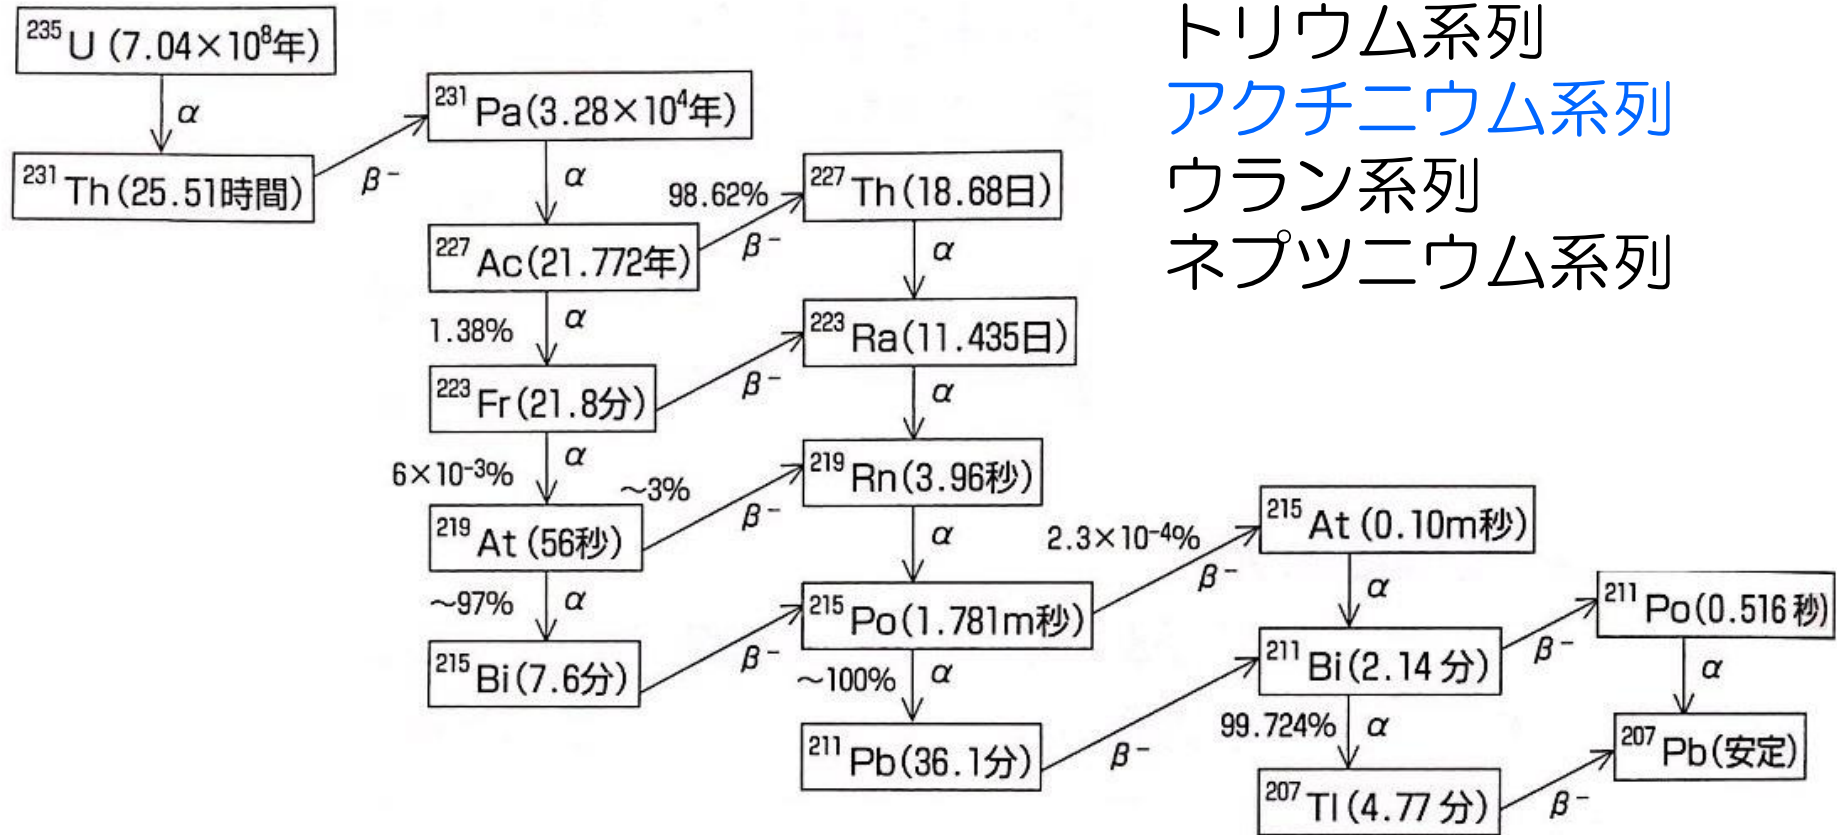 トリウム系列
アクチニウム系列
ウラン系列
ネプツニウム系列
²³⁵U (7.04×10⁸年)
α
²³¹Th (25.51時間)
β⁻
²³¹Pa(3.28×10⁴年)
α
²²⁷Ac(21.772年)
98.62%
β⁻
²²⁷Th(18.68日)
α
1.38%
α
²²³Fr(21.8分)
β⁻
²²³Ra(11.435日)
α
6×10⁻³%
α
²¹⁹At (56秒)
~3%
β⁻
²¹⁹Rn(3.96秒)
α
~97%
α
²¹⁵Bi(7.6分)
β⁻
²¹⁵Po(1.781m秒)
2.3×10⁻⁴%
β⁻
²¹⁵At (0.10m秒)
α
~100%
α
²¹¹Pb(36.1分)
β⁻
²¹¹Bi(2.14分)
β⁻
²¹¹Po(0.516秒)
α
99.724%
α
²⁰⁷Tl(4.77分)
β⁻
²⁰⁷Pb(安定)